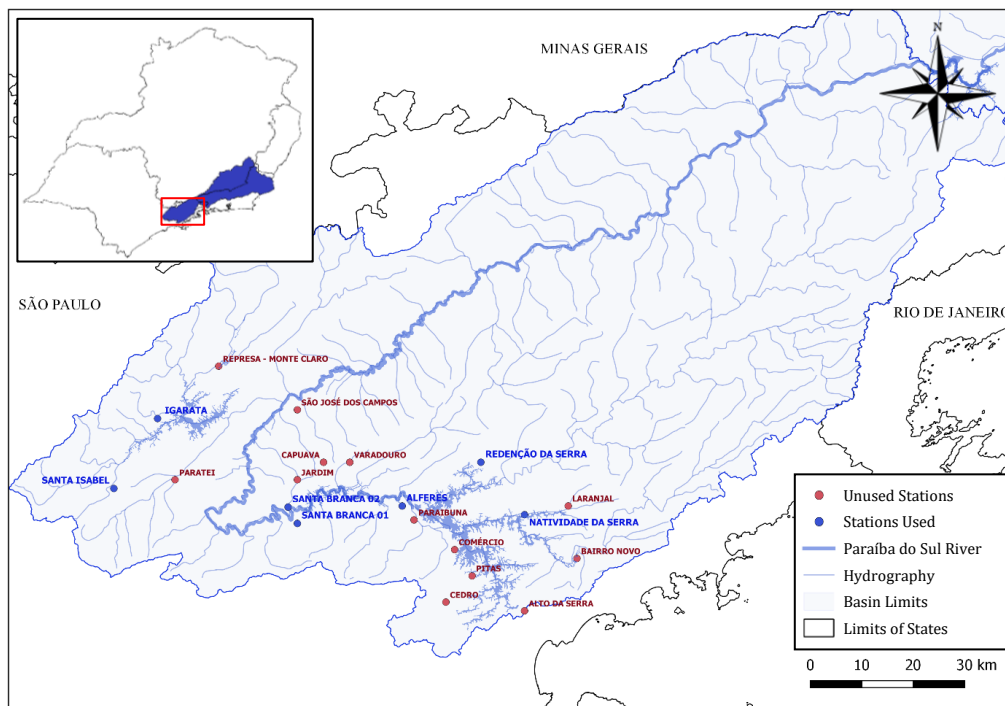 MINAS GERAIS
N
SÃO PAULO
RIO DE JANEIRO
REPRESA - MONTE CLARO
SÃO JOSÉ DOS CAMPOS
IGARATA
CAPUAVA
VARADOURO
REDENÇÃO DA SERRA
PARATEI
JARDIM
SANTA ISABEL
SANTA BRANCA 02
ALFERES
LARANJAL
SANTA BRANCA 01
PARAIBUNA
NATIVIDADE DA SERRA
COMÉRCIO
BAIRRO NOVO
PITAS
CEDRO
ALTO DA SERRA
Unused Stations
Stations Used
Paraíba do Sul River
Hydrography
Basin Limits
Limits of States
0 10 20 30 km